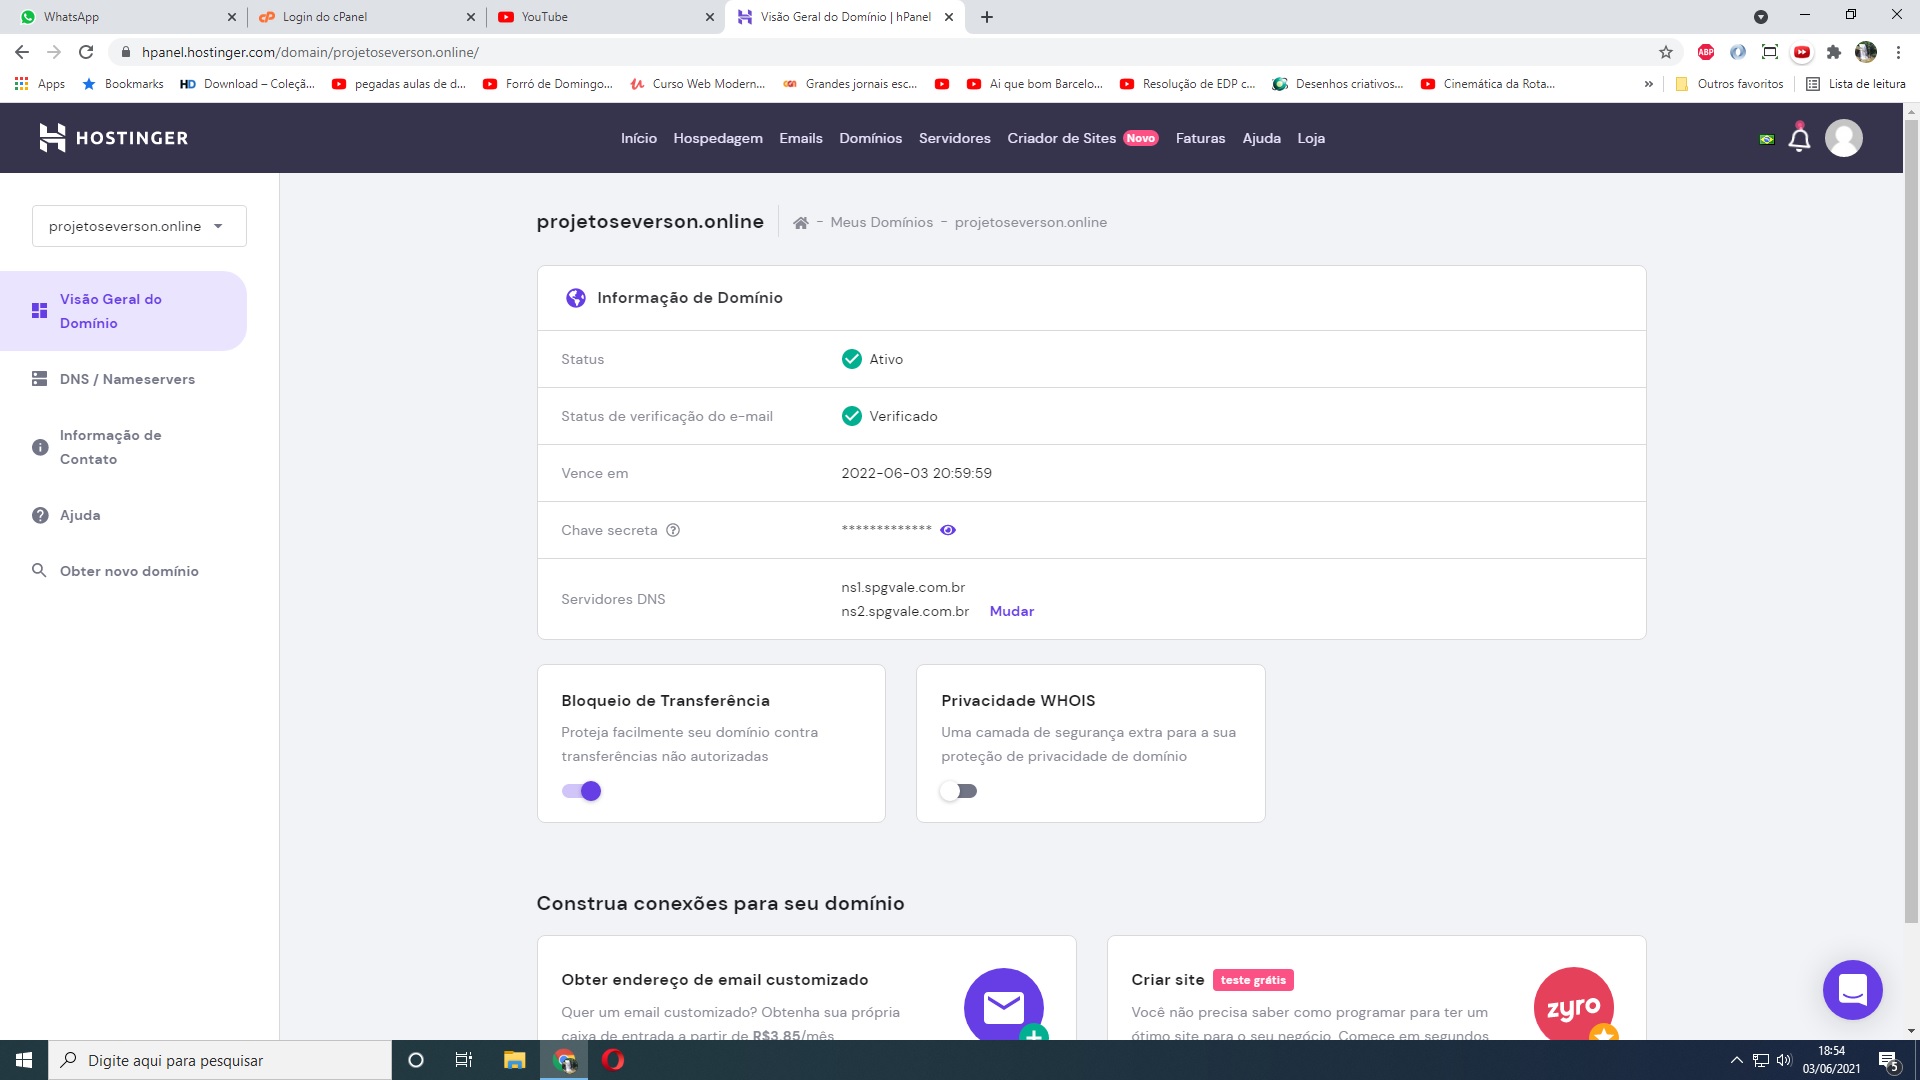 WhatsApp
Login do cPanel
YouTube
Visão Geral do Domínio | hPanel
hpanel.hostinger.com/domain/projetoseverson.online/
ABP
Apps
Bookmarks
HD Download – Coleçã...
pegadas aulas de d...
Forró de Domingo...
Curso Web Modern...
Grandes jornais esc...
Ai que bom Barcelo...
Resolução de EDP c...
Desenhos criativos...
Cinemática da Rota...
»
Outros favoritos
Lista de leitura
HOSTINGER
Início
Hospedagem
Emails
Domínios
Servidores
Criador de Sites Novo
Faturas
Ajuda
Loja
projetoseverson.online
Visão Geral do
Domínio
DNS / Nameservers
Informação de
Contato
Ajuda
Obter novo domínio
projetoseverson.online
- Meus Domínios - projetoseverson.online
Informação de Domínio
Status
Ativo
Status de verificação do e-mail
Verificado
Vence em
2022-06-03 20:59:59
Chave secreta
*************
Servidores DNS
ns1.spgvale.com.br
ns2.spgvale.com.br Mudar
Bloqueio de Transferência
Proteja facilmente seu domínio contra
transferências não autorizadas
Privacidade WHOIS
Uma camada de segurança extra para a sua
proteção de privacidade de domínio
Construa conexões para seu domínio
Obter endereço de email customizado
Quer um email customizado? Obtenha sua própria
caixa de entrada a partir de R$3.85/mês
Criar site teste grátis
Você não precisa saber como programar para ter um
ótimo site para o seu negócio. Comece em segundos
zyro
Digite aqui para pesquisar
18:54
03/06/2021
5